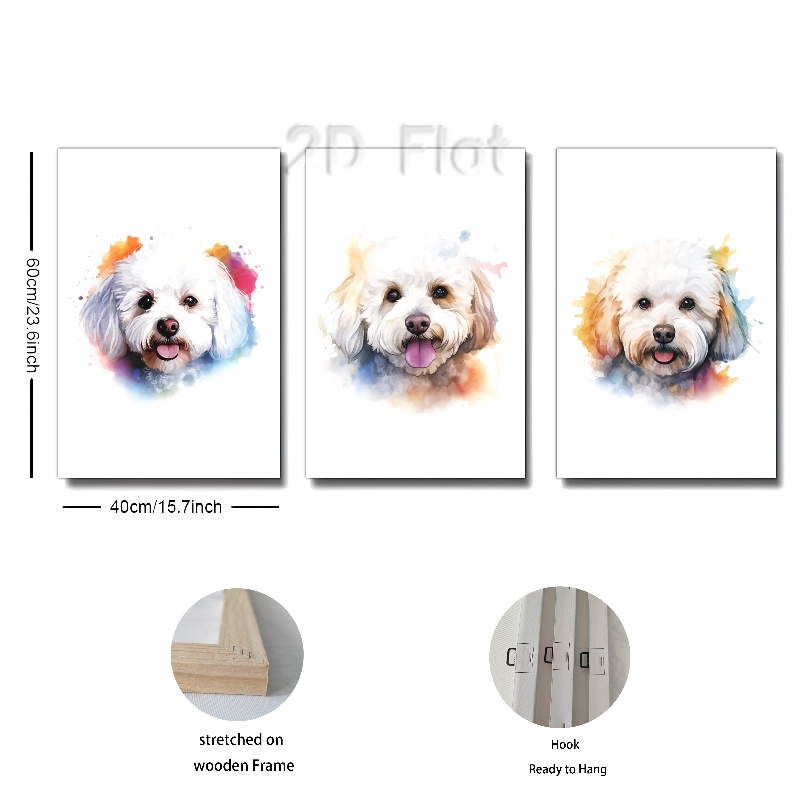 2D Flat
60cm/23.6inch
40cm/15.7inch
stretched on
wooden Frame
Hook
Ready to Hang